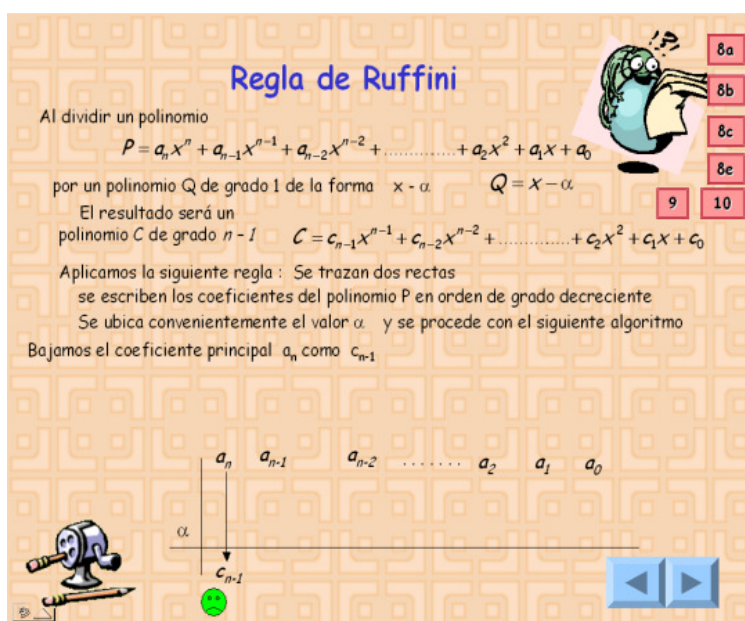 !?!
8a
Regla de Ruffini
8b
Al dividir un polinomio
8c
P = aₙxⁿ + aₙ₋₁xⁿ⁻¹ + aₙ₋₂xⁿ⁻² + ............... + a₂x² + a₁x + a₀
8e
por un polinomio Q de grado 1 de la forma x - α Q = x − α
9 10
El resultado será un
polinomio C de grado n - 1 C = cₙ₋₁xⁿ⁻¹ + cₙ₋₂xⁿ⁻² + ............... + c₂x² + c₁x + c₀
Aplicamos la siguiente regla : Se trazan dos rectas
se escriben los coeficientes del polinomio P en orden de grado decreciente
Se ubica convenientemente el valor α y se procede con el siguiente algoritmo
Bajamos el coeficiente principal aₙ como cₙ₋₁
aₙ aₙ₋₁ aₙ₋₂ ....... a₂ a₁ a₀
α
cₙ₋₁